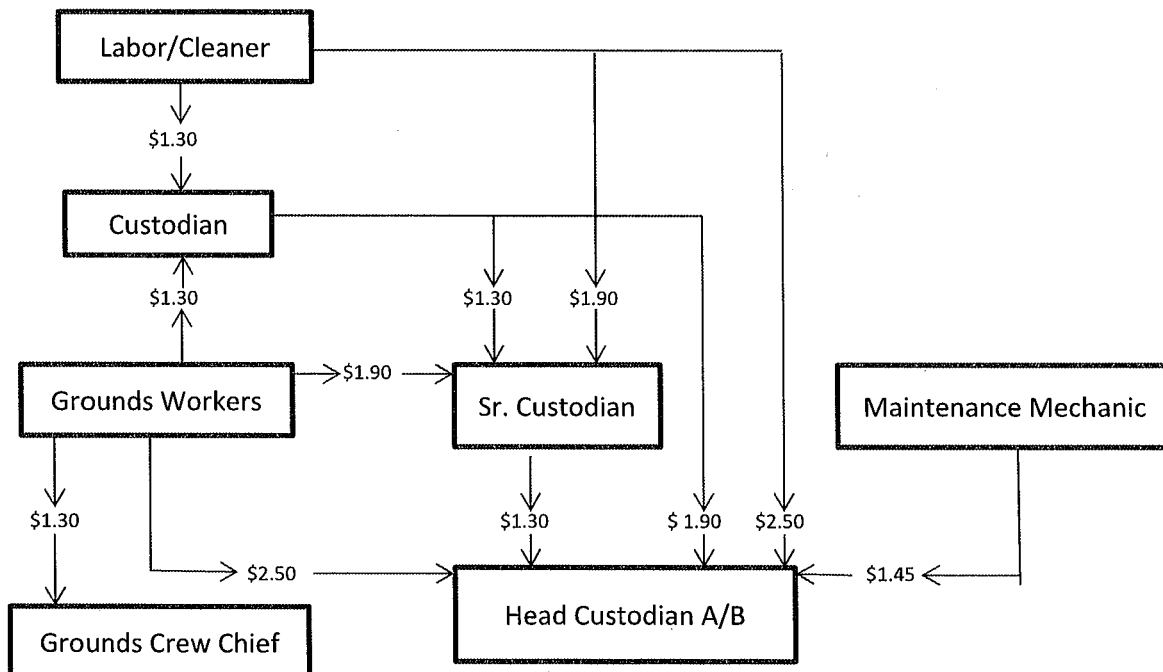 Labor/Cleaner
$1.30
Custodian
$1.30
$1.30
$1.90
Grounds Workers
$1.90
Sr. Custodian
Maintenance Mechanic
$1.30
$1.30
$ 1.90
$2.50
$2.50
$1.45
Head Custodian A/B
Grounds Crew Chief